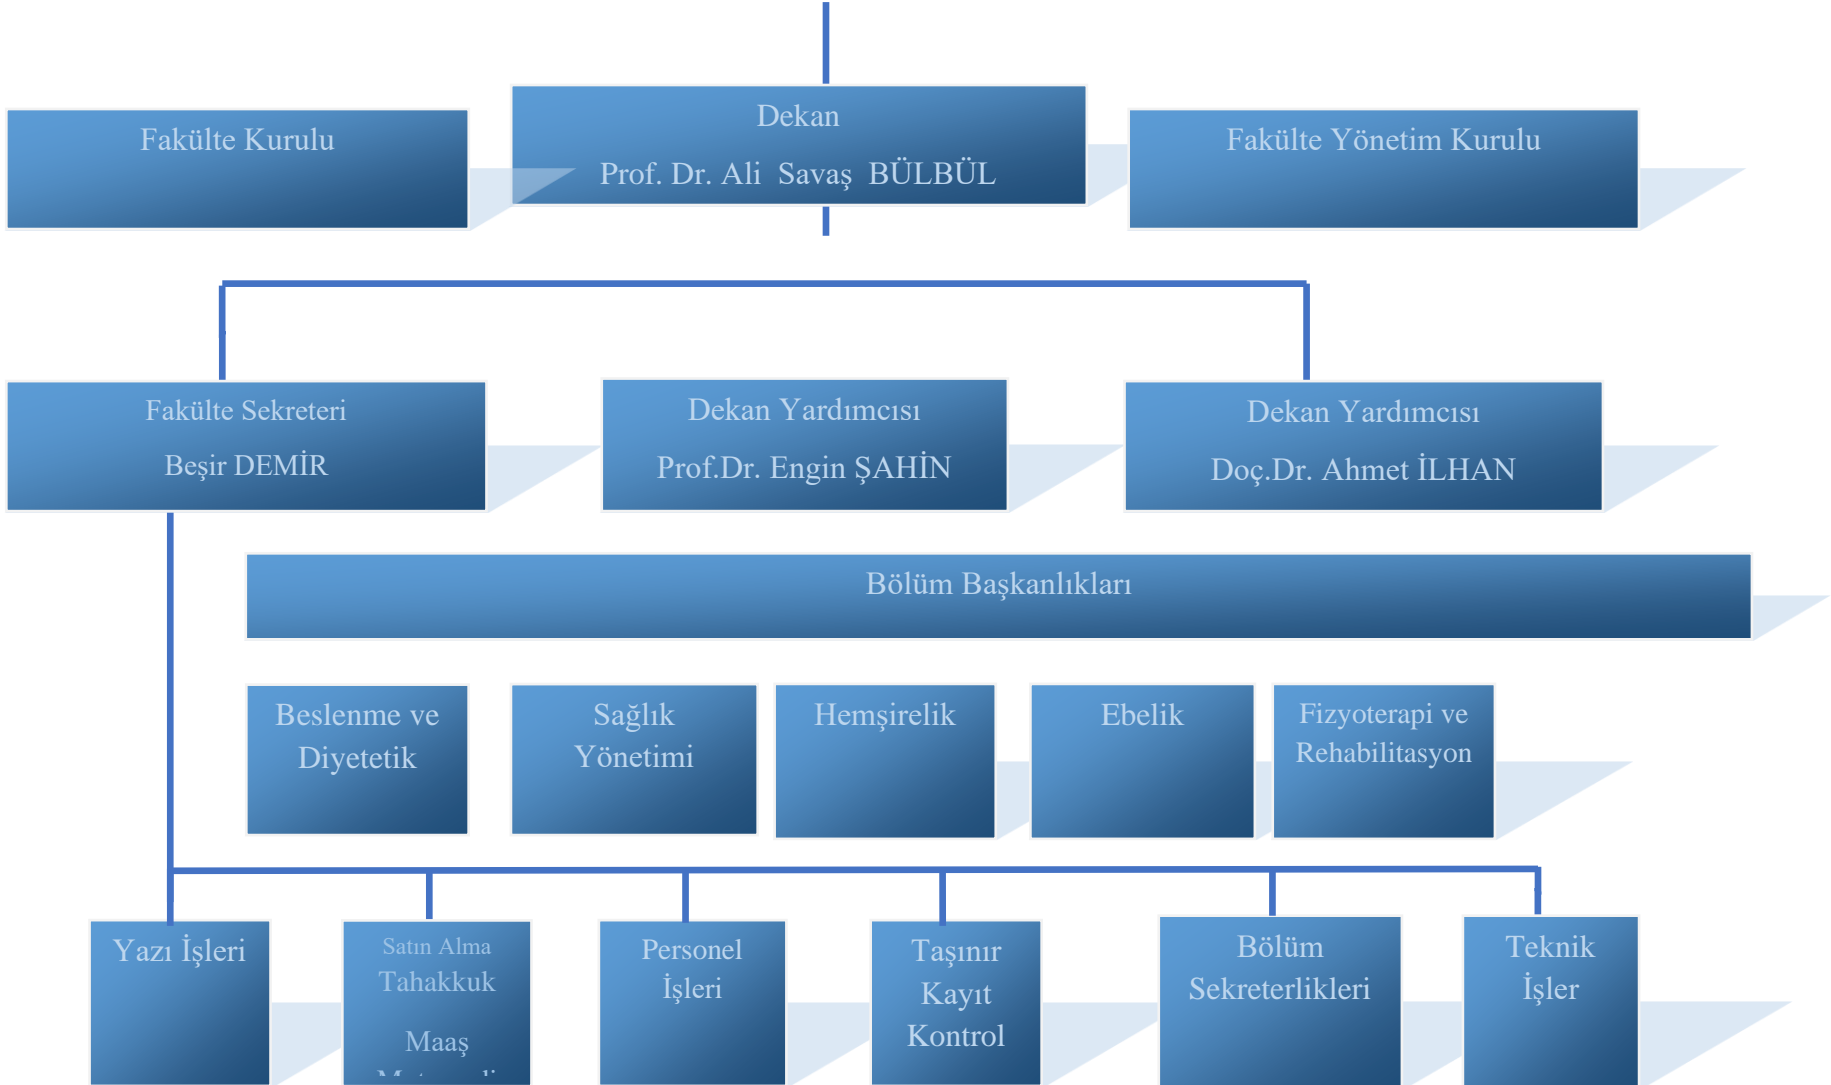 Dekan
Prof. Dr. Ali Savaş BÜLBÜL
Fakülte Kurulu
Fakülte Yönetim Kurulu
Fakülte Sekreteri
Beşir DEMİR
Dekan Yardımcısı
Prof.Dr. Engin ŞAHİN
Dekan Yardımcısı
Doç.Dr. Ahmet İLHAN
Bölüm Başkanlıkları
Beslenme ve
Diyetetik
Sağlık
Yönetimi
Hemşirelik
Ebelik
Fizyoterapi ve
Rehabilitasyon
Yazı İşleri
Satın Alma
Tahakkuk
Maaş
Personel
İşleri
Taşınır
Kayıt
Kontrol
Bölüm
Sekreterlikleri
Teknik
İşler